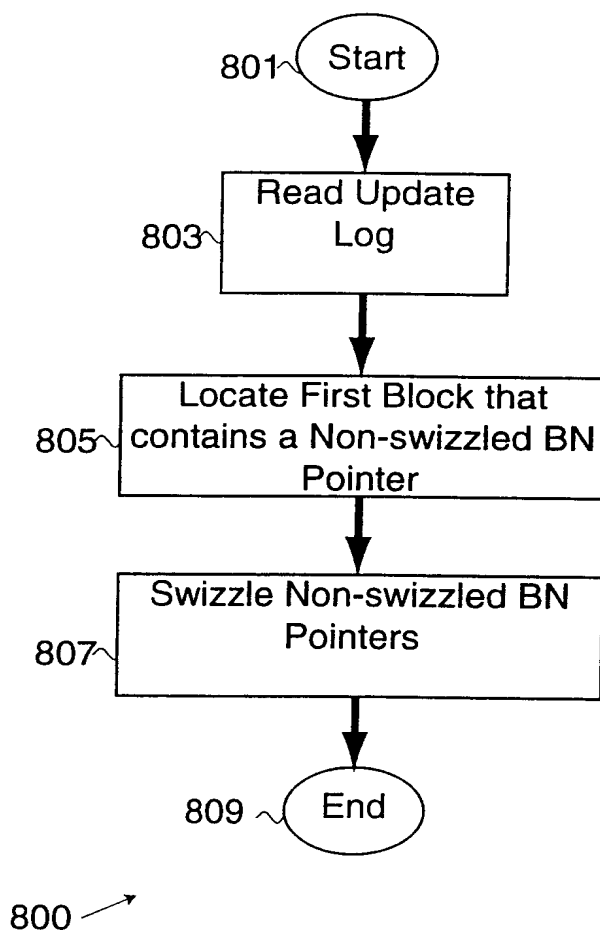 801 Start
Read Update
803 Log
Locate First Block that
805 contains a Non-swizzled BN
Pointer
Swizzle Non-swizzled BN
Pointers
807
809 End
800